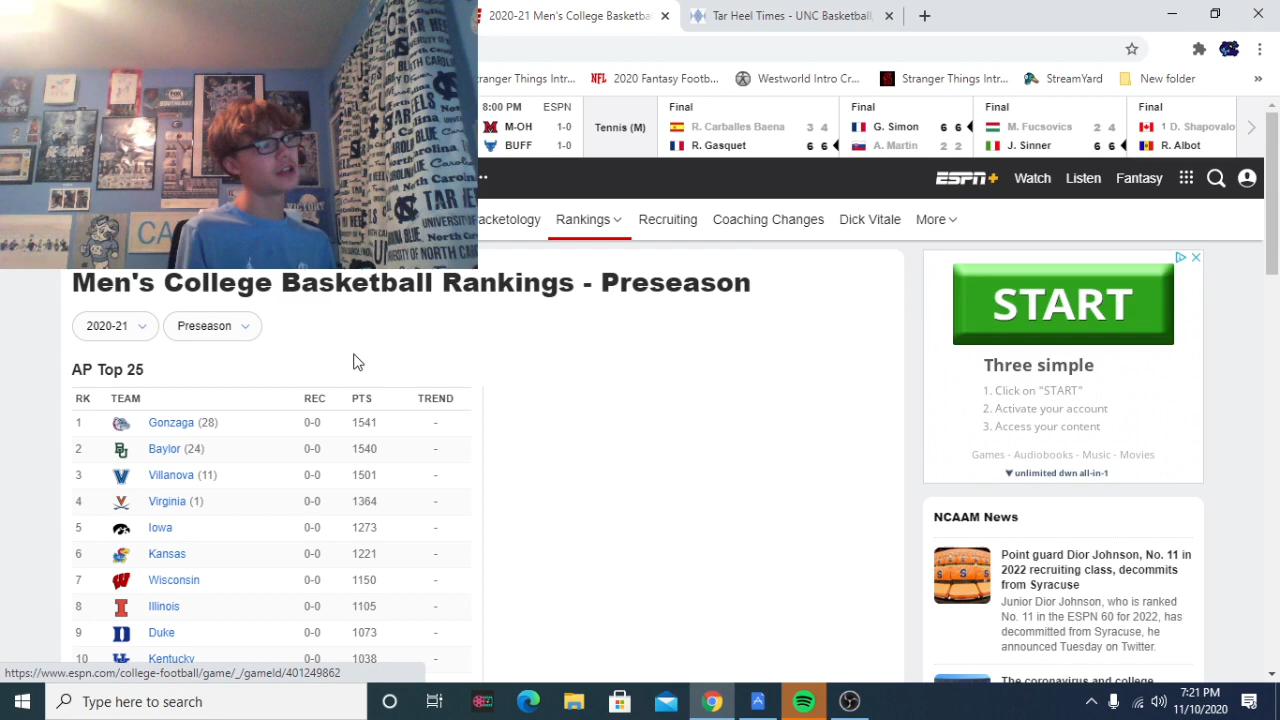 2020-21 Men's College Basketba
Tar Heel Times - UNC Basketball,
tranger Things Intr...
NFL 2020 Fantasy Footb...
Westworld Intro Cr...
Stranger Things Intr...
StreamYard
New folder
8:00 PM ESPN
M-OH 1-0
BUFF 1-0
Tennis (M)
Final
R. Carballes Baena 3 4
R. Gasquet 6 6
Final
G. Simon 6 6
A. Martin 2 2
Final
M. Fucsovics 2 4
J. Sinner 6 6
Final
1 D. Shapovalo
R. Albot
ESPN+ Watch Listen Fantasy
acketology Rankings Recruiting Coaching Changes Dick Vitale More
Men's College Basketball Rankings - Preseason
2020-21 Preseason
AP Top 25
RK TEAM REC PTS TREND
1 Gonzaga (28) 0-0 1541 -
2 Baylor (24) 0-0 1540 -
3 Villanova (11) 0-0 1501 -
4 Virginia (1) 0-0 1364 -
5 Iowa 0-0 1273 -
6 Kansas 0-0 1221 -
7 Wisconsin 0-0 1150 -
8 Illinois 0-0 1105 -
9 Duke 0-0 1073 -
10 Kentucky 0-0 1038 -
https://www.espn.com/college-football/game/_/gameId/401249862
START
Three simple
1. Click on "START"
2. Activate your account
3. Access your content
Games - Audiobooks - Music - Movies
unlimited dwn all-in-1
NCAAM News
Point guard Dior Johnson, No. 11 in
2022 recruiting class, decommits
from Syracuse
Junior Dior Johnson, who is ranked
No. 11 in the ESPN 60 for 2022, has
decommitted from Syracuse, he
announced Tuesday on Twitter.
The coronavirus and college
Type here to search
7:21 PM
11/10/2020
TAR HEELS
NORTH CAROLINA
UNIVERSITY OF NORTH CAROLINA
CA